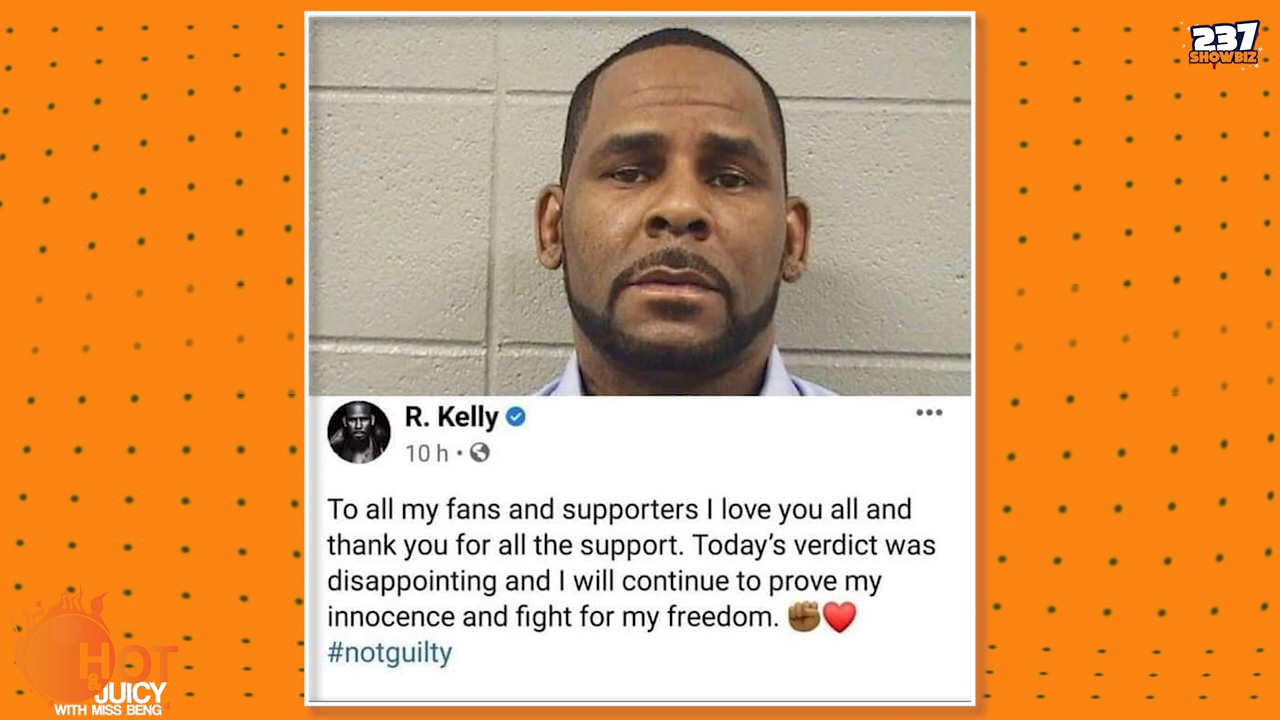 237
SHOWBIZ
R. Kelly
10 h
To all my fans and supporters I love you all and
thank you for all the support. Today’s verdict was
disappointing and I will continue to prove my
innocence and fight for my freedom. ✊🏾❤️
#notguilty
HOT
&
JUICY
WITH MISS BENG